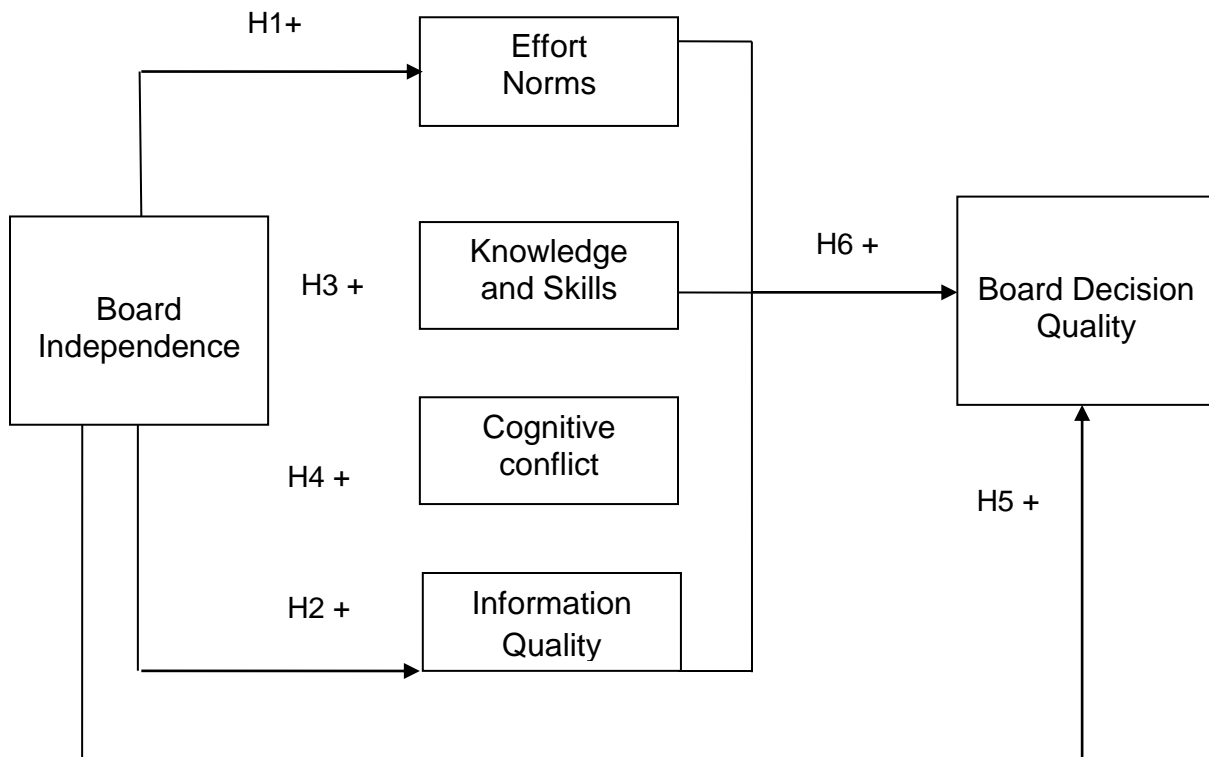 H1+
Effort
Norms
Board
Independence
H3 +
Knowledge
and Skills
H6 +
Board Decision
Quality
H4 +
Cognitive
conflict
H5 +
H2 +
Information
Quality